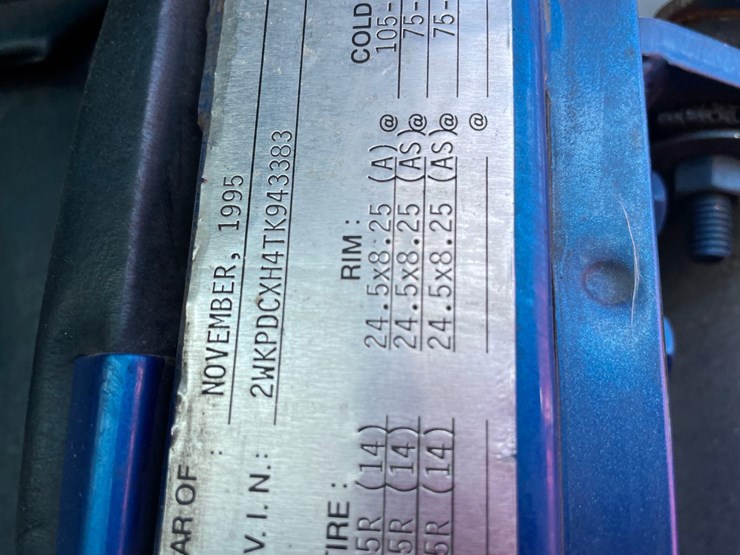 AR OF : NOVEMBER, 1995
V.I.N.: 2WKPDCXH4TK943383
TIRE: RIM: COLD
5R (14) 24.5x8.25 (A) @ 105-
5R (14) 24.5x8.25 (AS)@ 75-
5R (14) 24.5x8.25 (AS)@ 75-
@